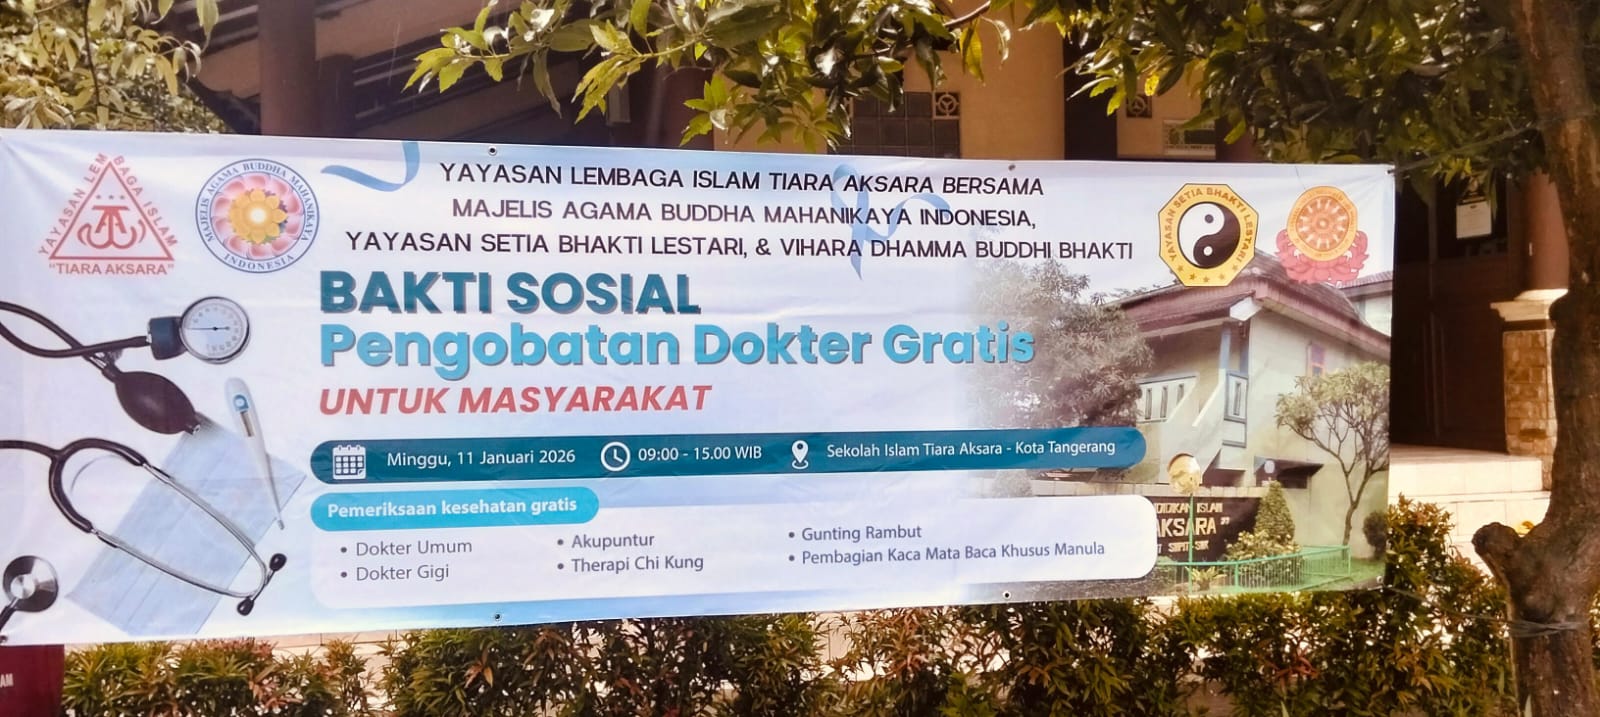 YAYASAN LEMBAGA ISLAM
"TIARA AKSARA"
MAJELIS AGAMA BUDDHA MAHANIKAYA
INDONESIA
YAYASAN LEMBAGA ISLAM TIARA AKSARA BERSAMA
MAJELIS AGAMA BUDDHA MAHANIKAYA INDONESIA,
YAYASAN SETIA BHAKTI LESTARI, & VIHARA DHAMMA BUDDHI BHAKTI
YAYASAN SETIA BHAKTI LESTARI
BAKTI SOSIAL
Pengobatan Dokter Gratis
UNTUK MASYARAKAT
Minggu, 11 Januari 2026
09:00 - 15.00 WIB
Sekolah Islam Tiara Aksara - Kota Tangerang
Pemeriksaan kesehatan gratis
• Dokter Umum
• Dokter Gigi
• Akupuntur
• Therapi Chi Kung
• Gunting Rambut
• Pembagian Kaca Mata Baca Khusus Manula
ISLAM
AKSARA"
AM